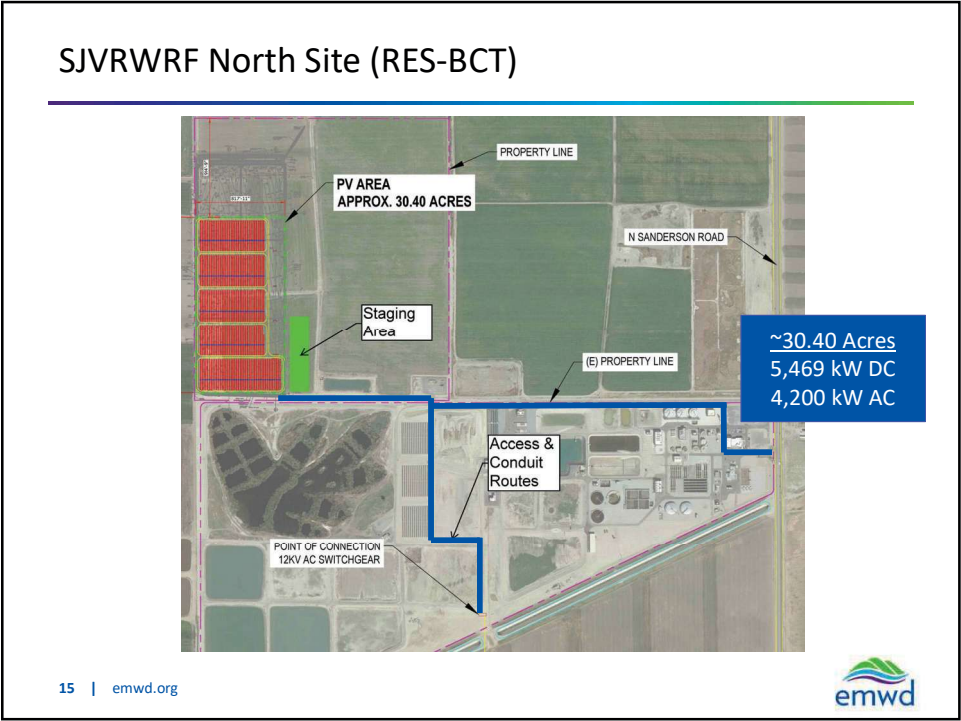 SJVRWRF North Site (RES-BCT)
PROPERTY LINE
PV AREA
APPROX. 30.40 ACRES
N SANDERSON ROAD
Staging
Area
~30.40 Acres
5,469 kW DC
4,200 kW AC
(E) PROPERTY LINE
Access &
Conduit
Routes
POINT OF CONNECTION
12KV AC SWITCHGEAR
15 | emwd.org
emwd